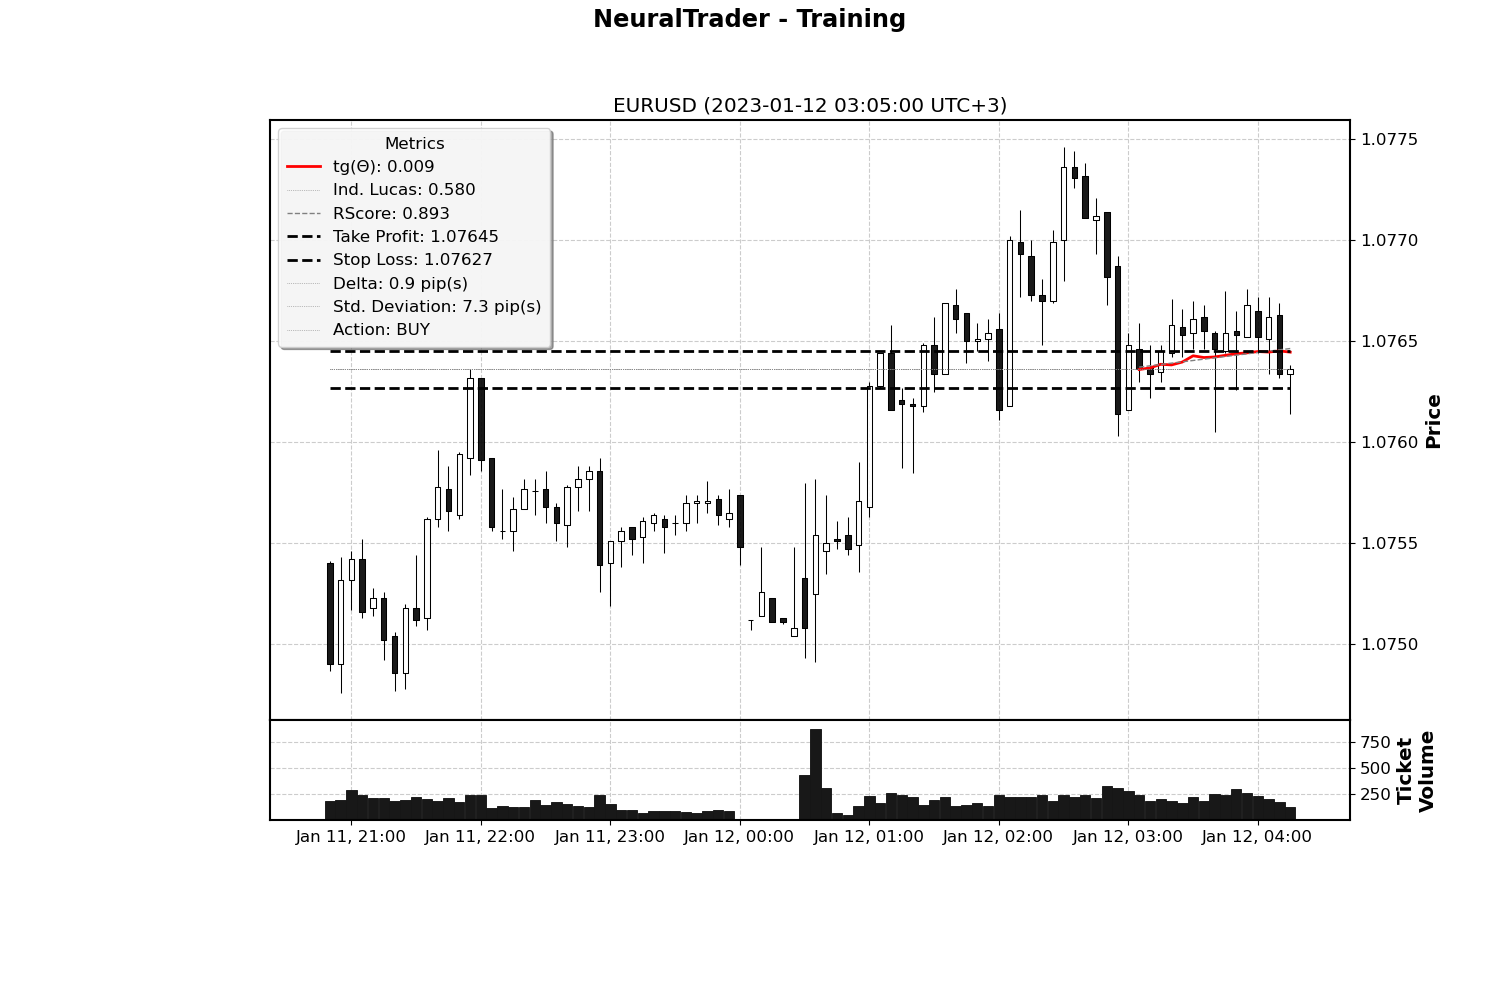 NeuralTrader - Training
EURUSD (2023-01-12 03:05:00 UTC+3)
Metrics
tg(Θ): 0.009
Ind. Lucas: 0.580
RScore: 0.893
Take Profit: 1.07645
Stop Loss: 1.07627
Delta: 0.9 pip(s)
Std. Deviation: 7.3 pip(s)
Action: BUY
1.0775
1.0770
1.0765
1.0760
1.0755
1.0750
Price
750
500
250
Ticket
Volume
Jan 11, 21:00
Jan 11, 22:00
Jan 11, 23:00
Jan 12, 00:00
Jan 12, 01:00
Jan 12, 02:00
Jan 12, 03:00
Jan 12, 04:00